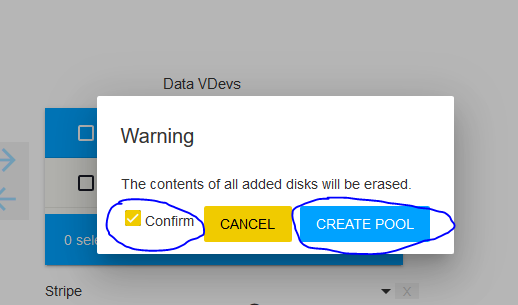 Data VDevs
Warning
The contents of all added disks will be erased.
Confirm CANCEL CREATE POOL
0 sele
Stripe X